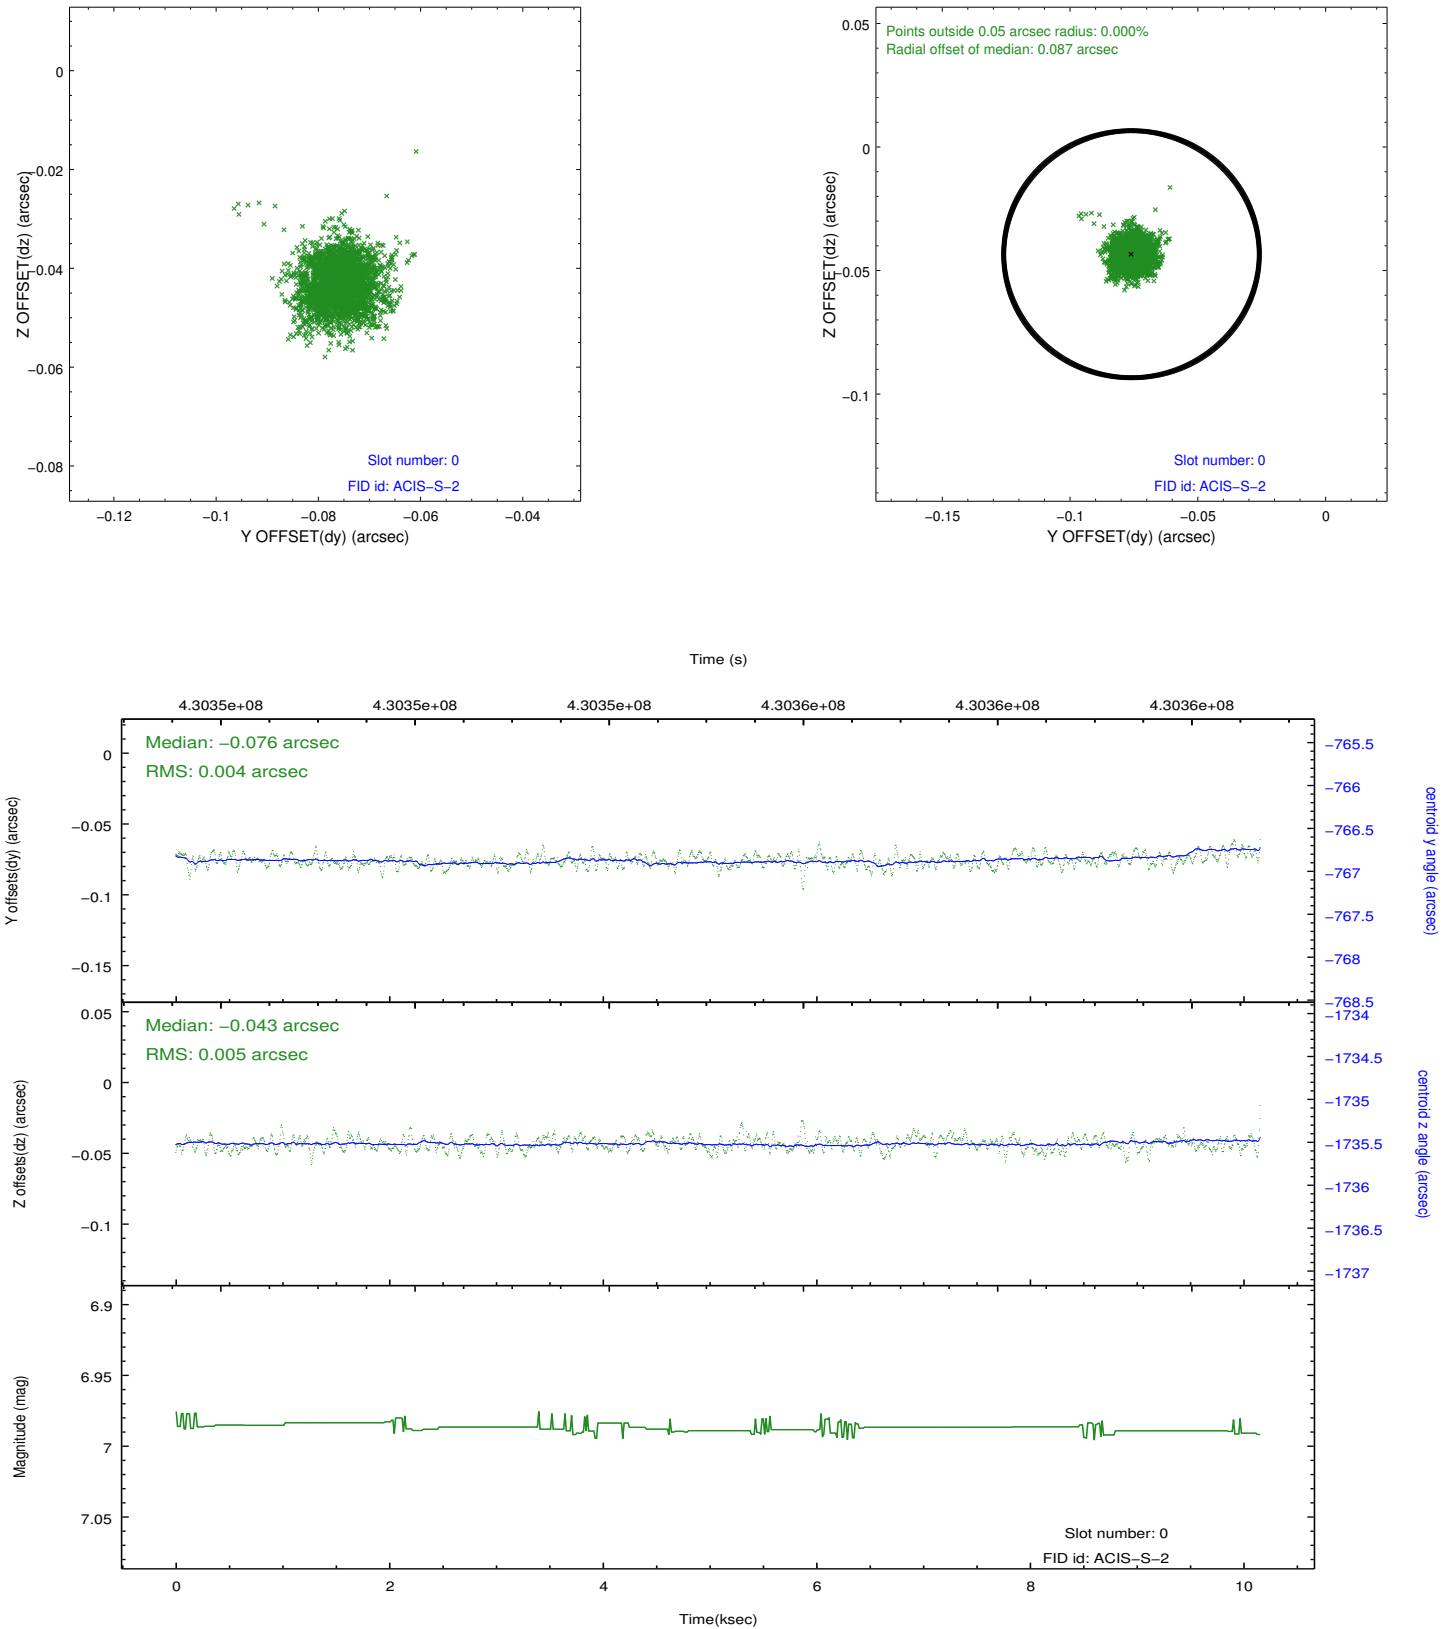 0
−0.02
−0.04
−0.06
−0.08
Z OFFSET(dz) (arcsec)
Slot number: 0
FID id: ACIS−S−2
−0.12
−0.1
−0.08
−0.06
−0.04
Y OFFSET(dy) (arcsec)
Points outside 0.05 arcsec radius: 0.000%
Radial offset of median: 0.087 arcsec
0.05
0
−0.05
−0.1
Z OFFSET(dz) (arcsec)
Slot number: 0
FID id: ACIS−S−2
−0.15
−0.1
−0.05
0
Y OFFSET(dy) (arcsec)
Time (s)
4.3035e+08
4.3035e+08
4.3035e+08
4.3036e+08
4.3036e+08
4.3036e+08
Median: −0.076 arcsec
RMS: 0.004 arcsec
0
−0.05
−0.1
−0.15
Y offsets(dy) (arcsec)
−765.5
−766
−766.5
−767
−767.5
−768
−768.5
centroid y angle (arcsec)
Median: −0.043 arcsec
RMS: 0.005 arcsec
0.05
0
−0.05
−0.1
Z offsets(dz) (arcsec)
−1734
−1734.5
−1735
−1735.5
−1736
−1736.5
−1737
centroid z angle (arcsec)
6.9
6.95
7
7.05
Magnitude (mag)
Slot number: 0
FID id: ACIS−S−2
0
2
4
6
8
10
Time(ksec)